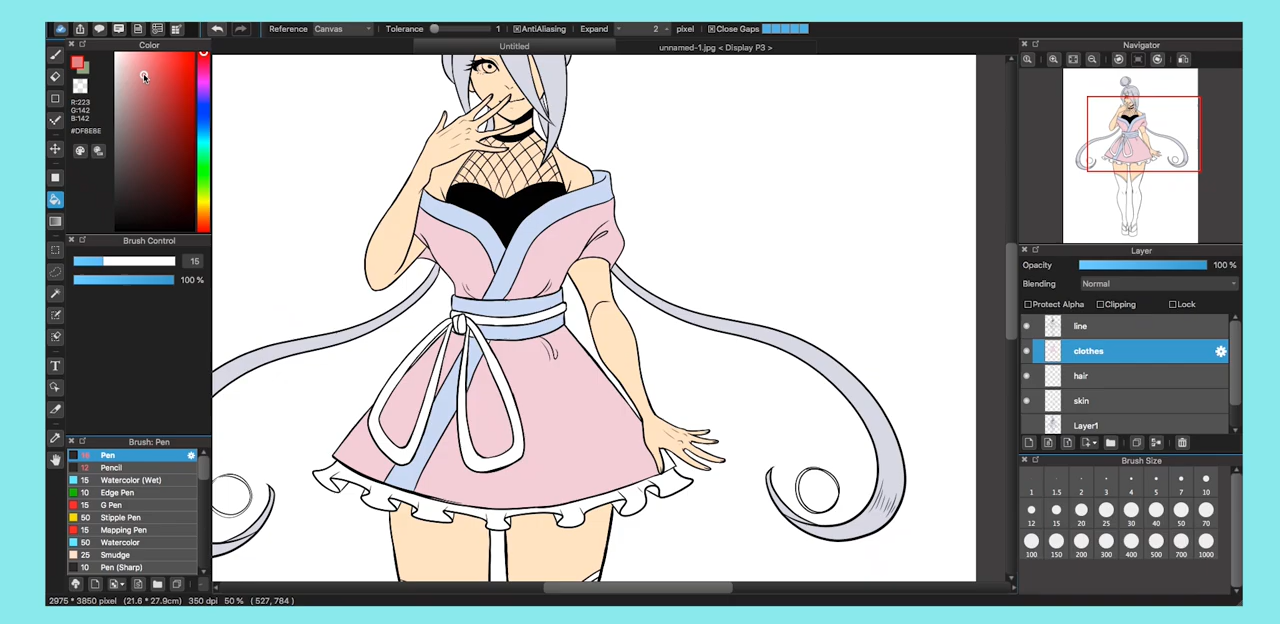 Reference Canvas Tolerance 1 AntiAliasing Expand 2 pixel Close Gaps
Untitled
unnamed-1.jpg < Display P3 >
Color
R:223
G:142
B:142
#DF8E8E
Brush Control
15
100 %
Brush: Pen
Pen
12 Pencil
15 Watercolor (Wet)
10 Edge Pen
15 G Pen
50 Stipple Pen
15 Mapping Pen
50 Watercolor
25 Smudge
10 Pen (Sharp)
Navigator
Layer
Opacity 100 %
Blending Normal
Protect Alpha Clipping Lock
line
clothes
hair
skin
Layer1
Brush Size
1 1.5 2 3 4 5 7 10
12 15 20 25 30 40 50 70
100 150 200 300 400 500 700 1000
2975 * 3850 pixel (21.6 * 27.9cm) 350 dpi 50 % ( 527, 784 )